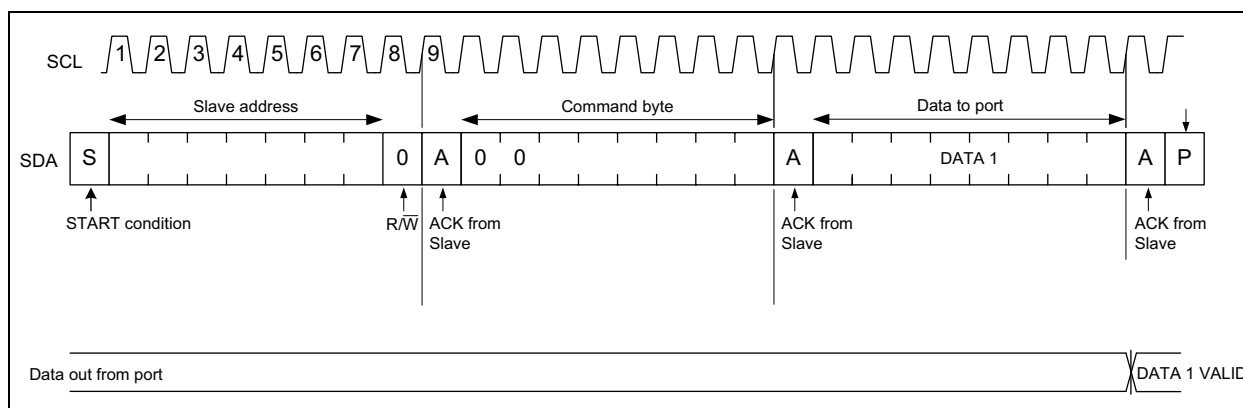 SCL 1 2 3 4 5 6 7 8 9
Slave address Command byte Data to port
SDA S 0 A 0 0 A DATA 1 A P
START condition R/W̅ ACK from Slave ACK from Slave ACK from Slave
Data out from port DATA 1 VALID